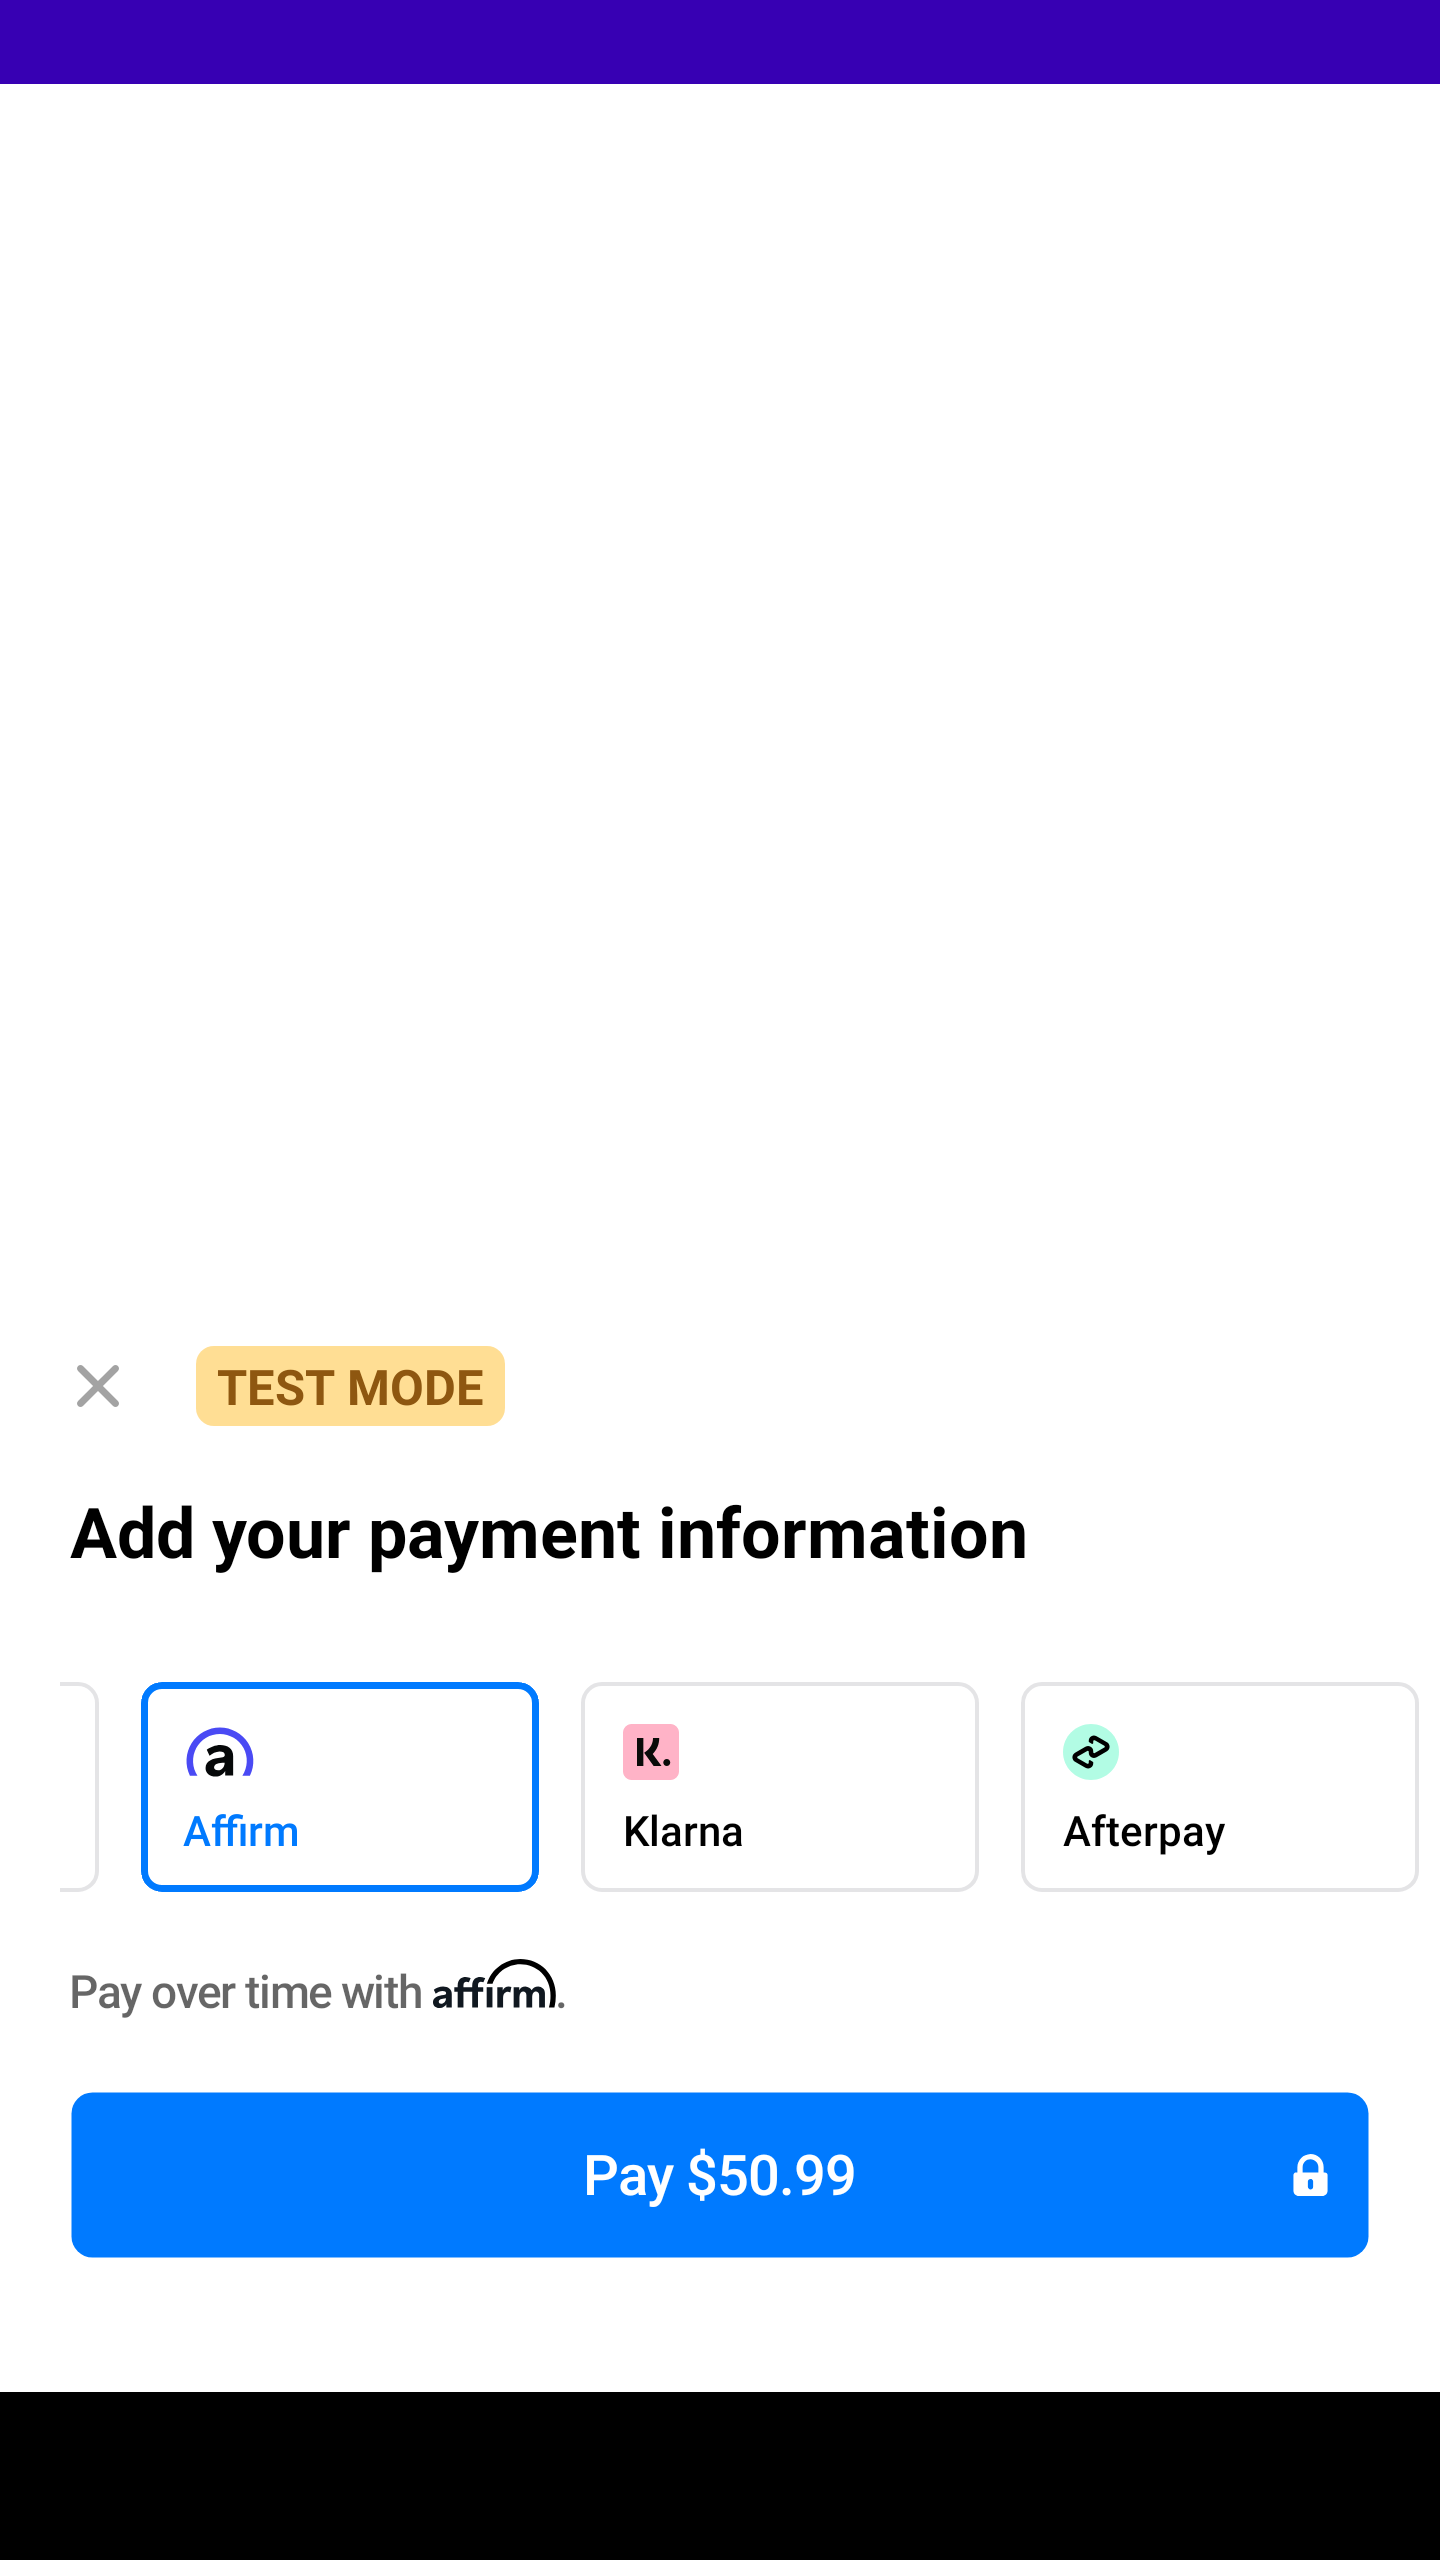 TEST MODE
Add your payment information
a
Affirm
K.
Klarna
Afterpay
Pay over time with affirm.
Pay $50.99